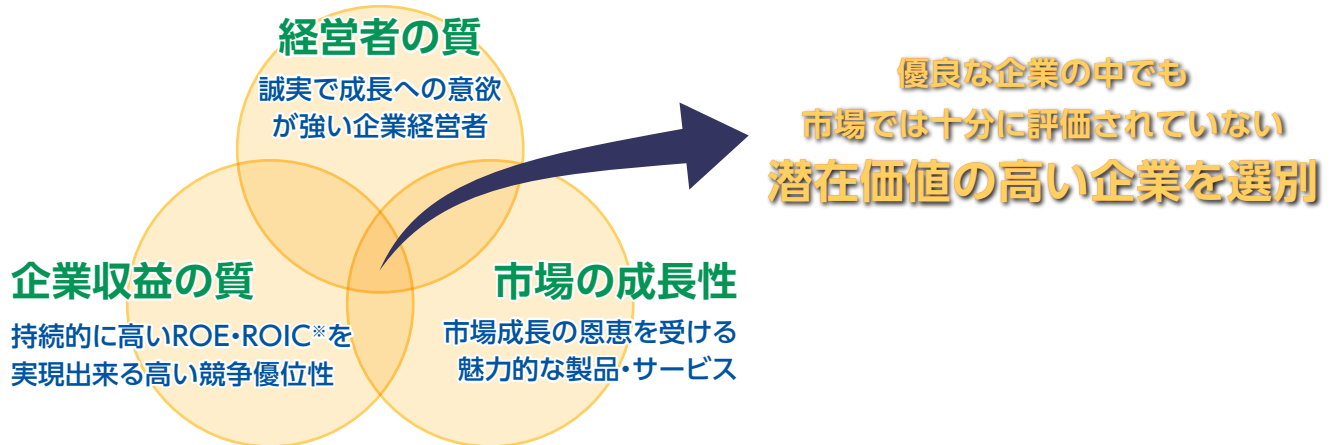 経営者の質
誠実で成長への意欲
が強い企業経営者
優良な企業の中でも
市場では十分に評価されていない
潜在価値の高い企業を選別
企業収益の質
持続的に高いROE・ROIC※を
実現出来る高い競争優位性
市場の成長性
市場成長の恩恵を受ける
魅力的な製品・サービス